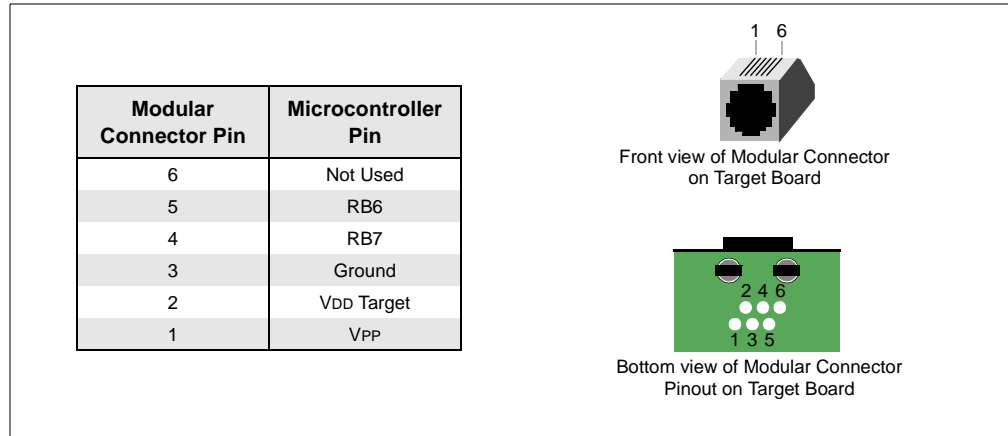 Modular Connector Pin Microcontroller Pin
6 Not Used
5 RB6
4 RB7
3 Ground
2 VDD Target
1 VPP
1 6
Front view of Modular Connector
on Target Board
2 4 6
1 3 5
Bottom view of Modular Connector
Pinout on Target Board